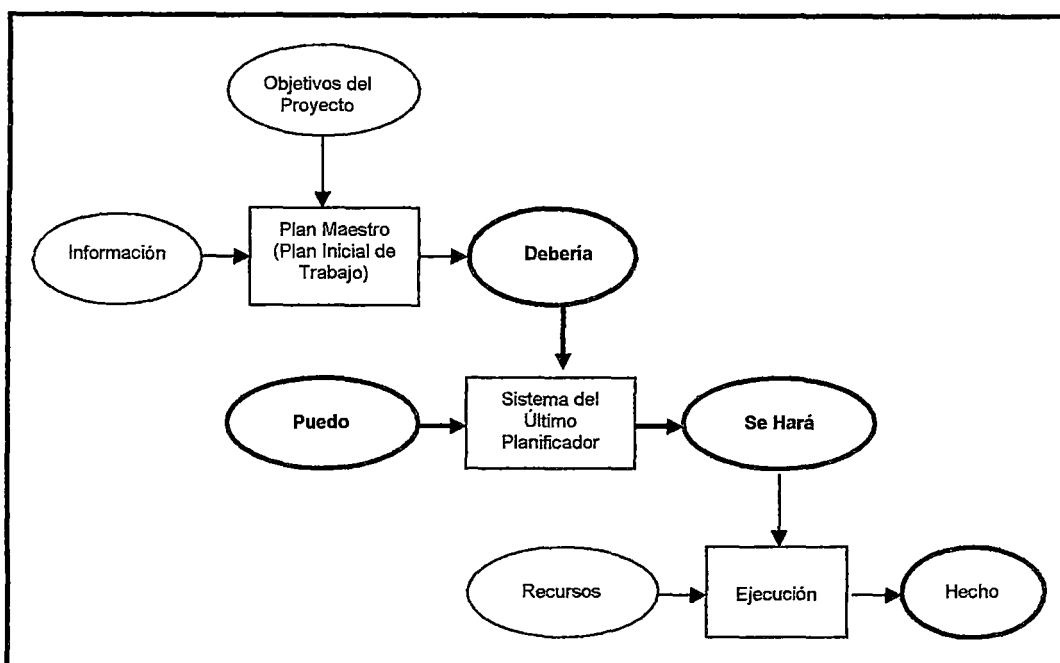 Objetivos del
Proyecto
Información
Plan Maestro
(Plan Inicial de
Trabajo)
Debería
Puedo
Sistema del
Último
Planificador
Se Hará
Recursos
Ejecución
Hecho